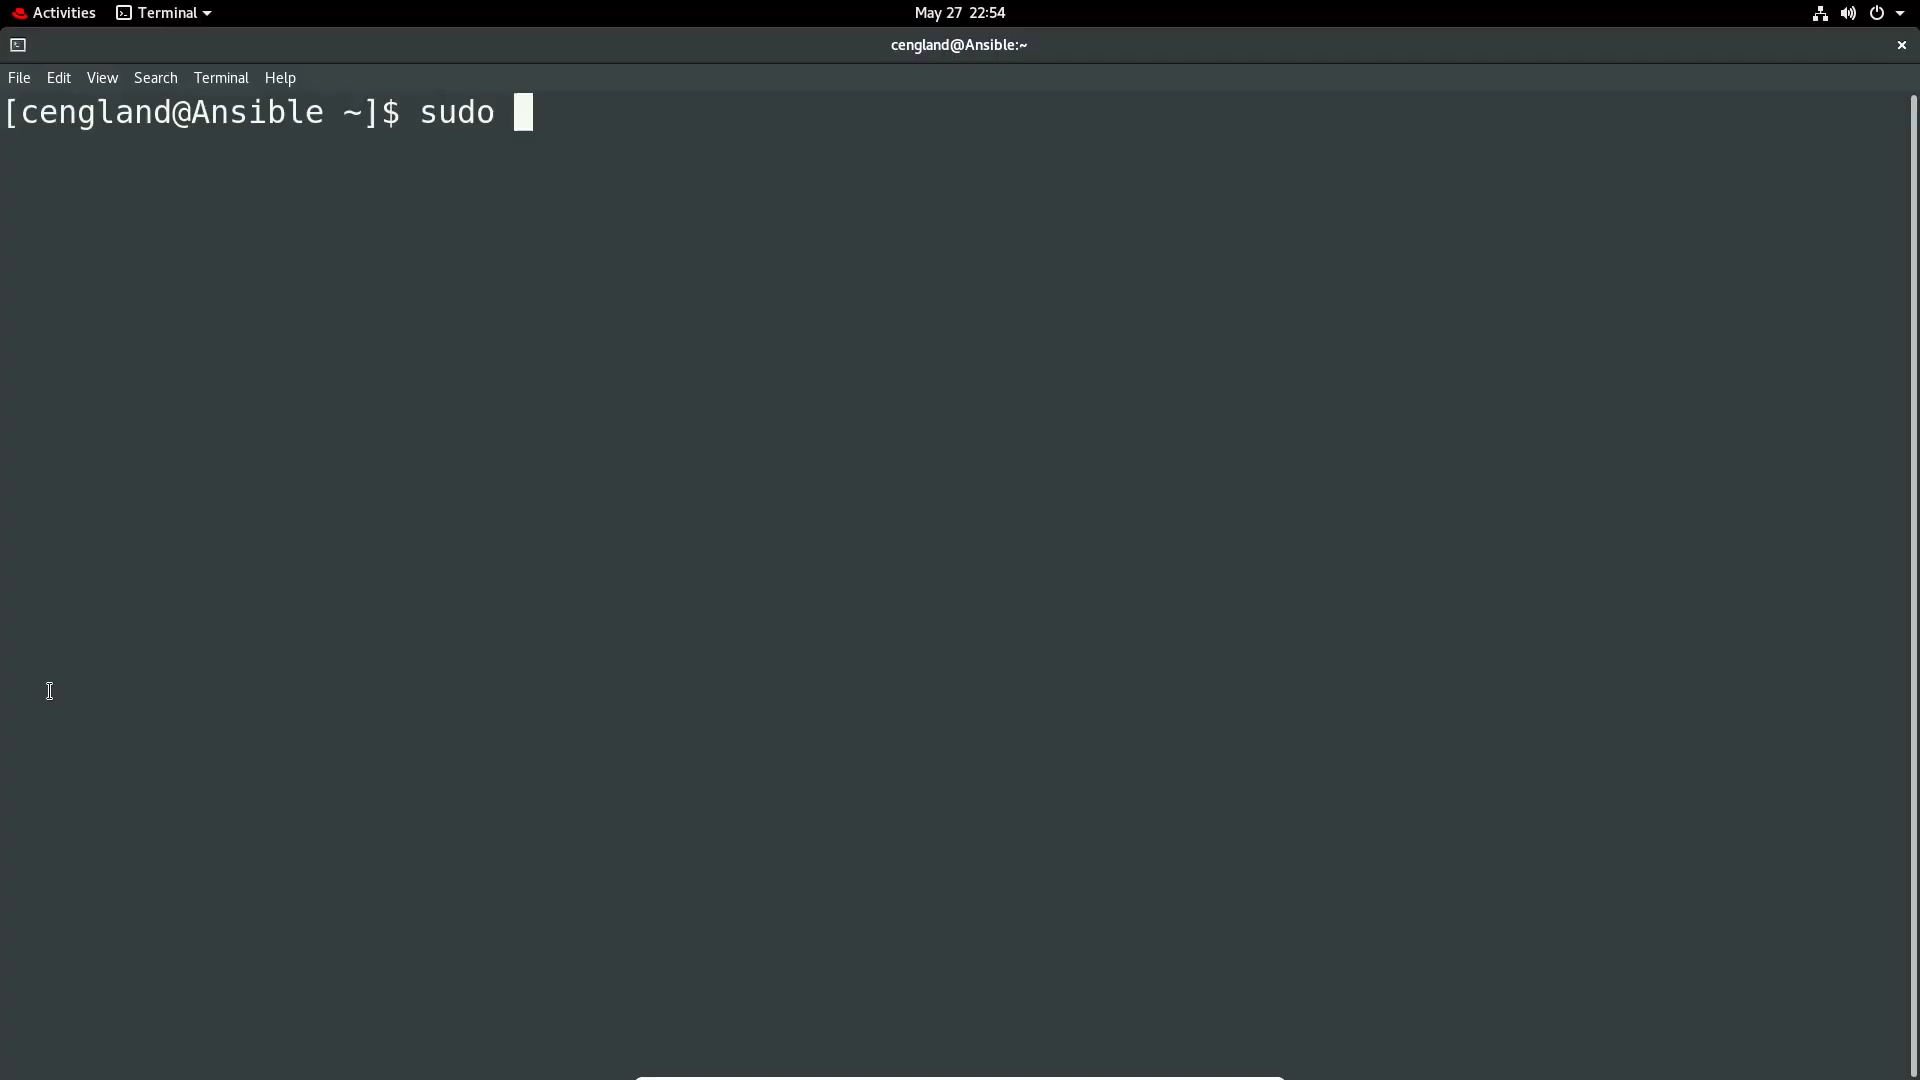 Activities Terminal May 27 22:54
cengland@Ansible:~
File Edit View Search Terminal Help
[cengland@Ansible ~]$ sudo